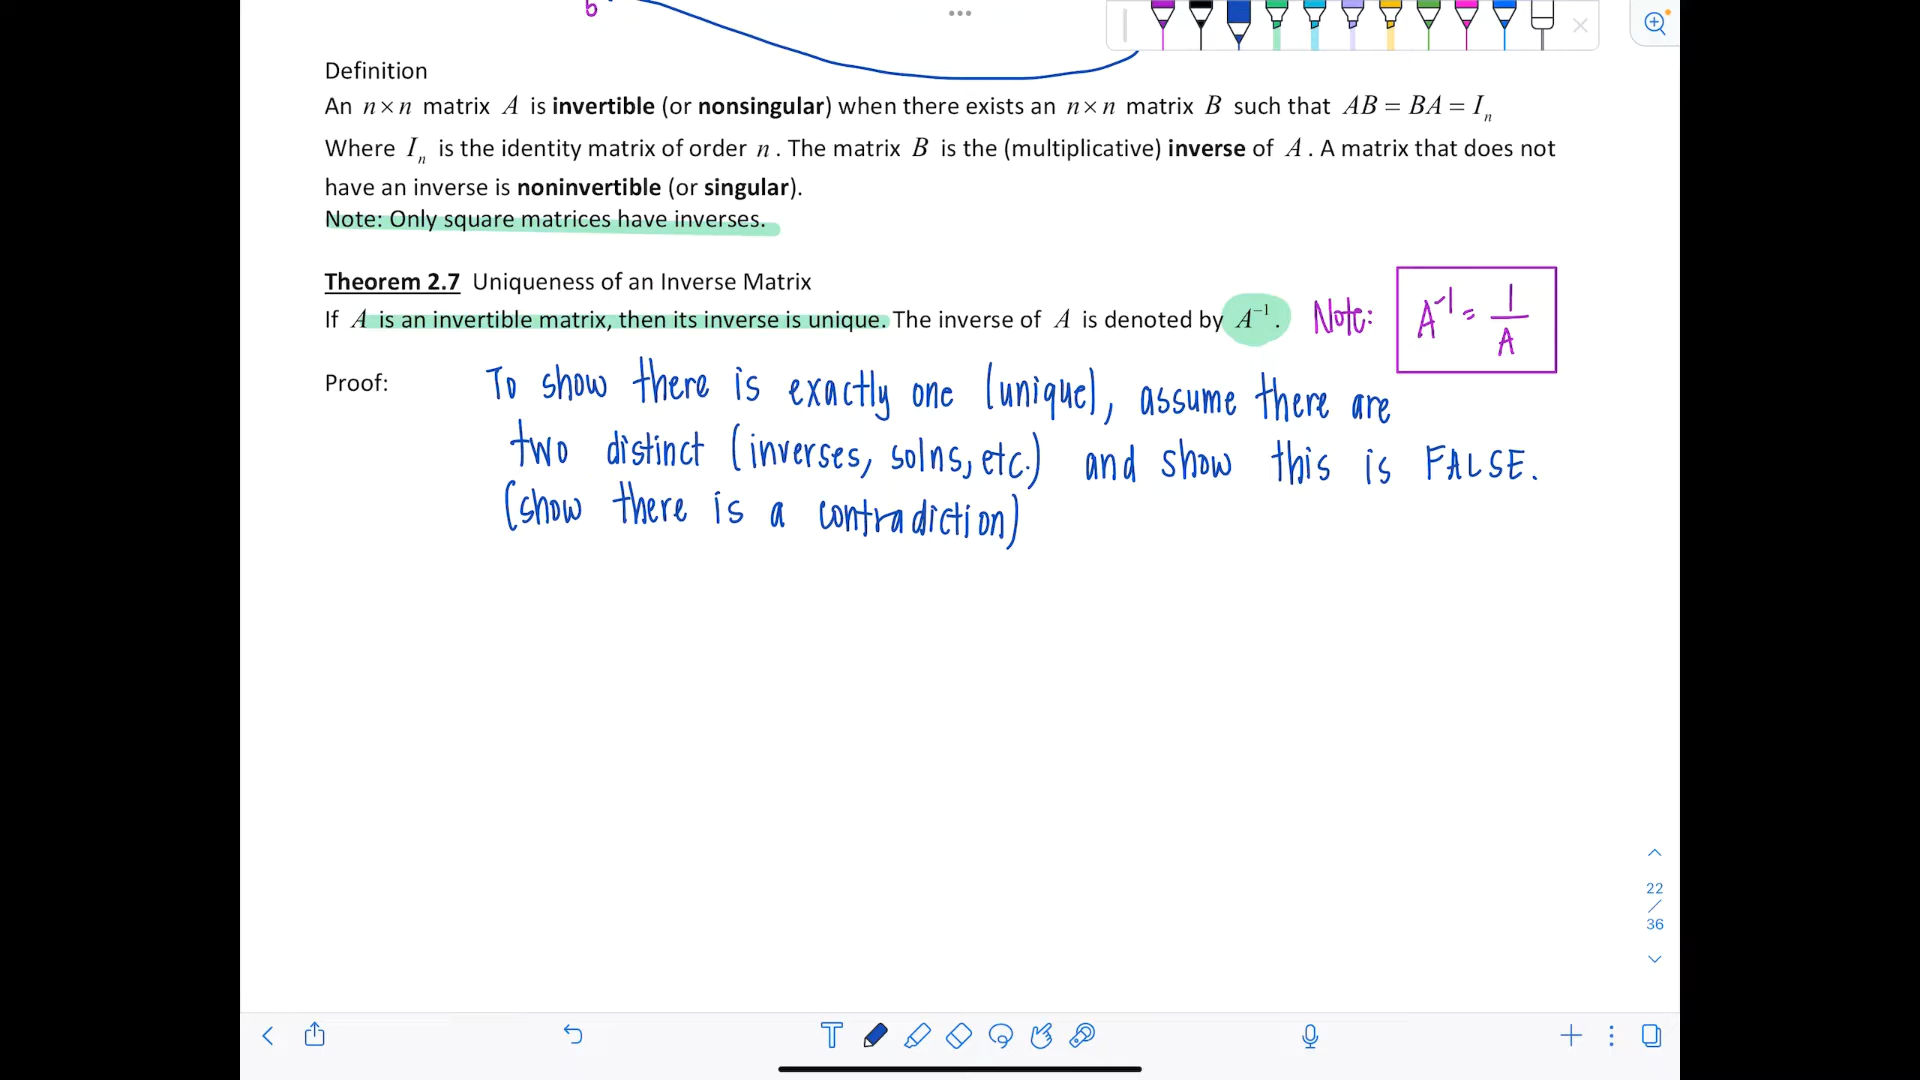 5
Definition
An n × n matrix A is invertible (or nonsingular) when there exists an n × n matrix B such that AB = BA = Iₙ
Where Iₙ is the identity matrix of order n. The matrix B is the (multiplicative) inverse of A. A matrix that does not
have an inverse is noninvertible (or singular).
Note: Only square matrices have inverses.
Theorem 2.7 Uniqueness of an Inverse Matrix
If A is an invertible matrix, then its inverse is unique. The inverse of A is denoted by A⁻¹. Note: A⁻¹ = 1/A
Proof: To show there is exactly one (unique), assume there are
two distinct (inverses, solns, etc.) and show this is FALSE.
(show there is a contradiction)
22
/
36